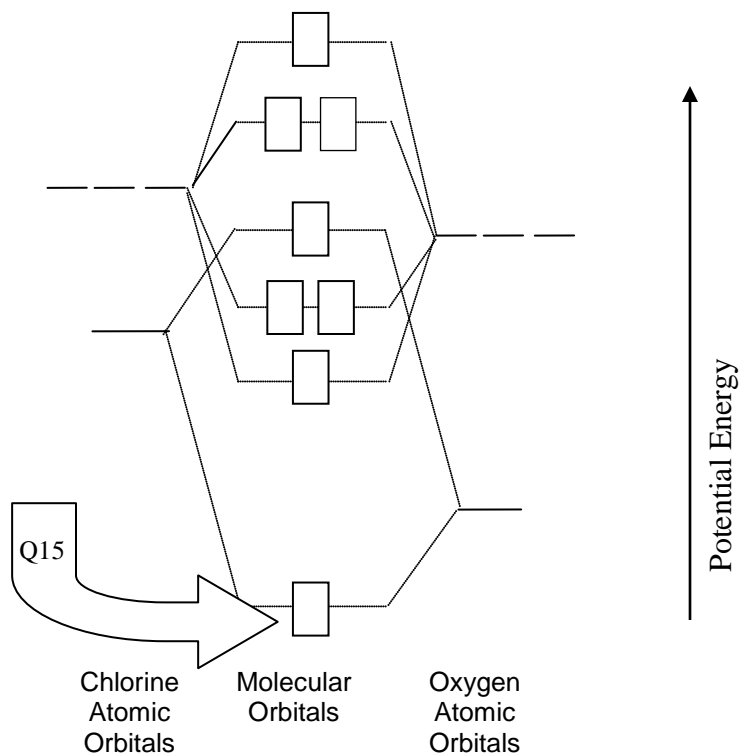 Potential Energy
Q15
Chlorine
Atomic
Orbitals
Molecular
Orbitals
Oxygen
Atomic
Orbitals